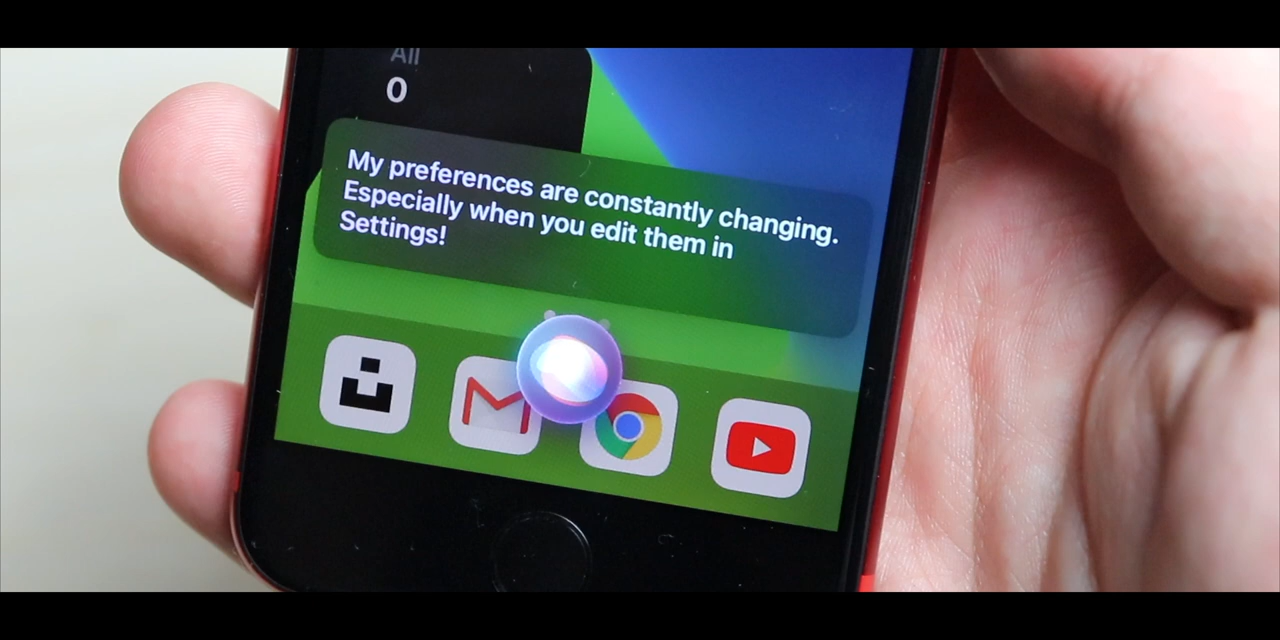 All
0
My preferences are constantly changing.
Especially when you edit them in
Settings!